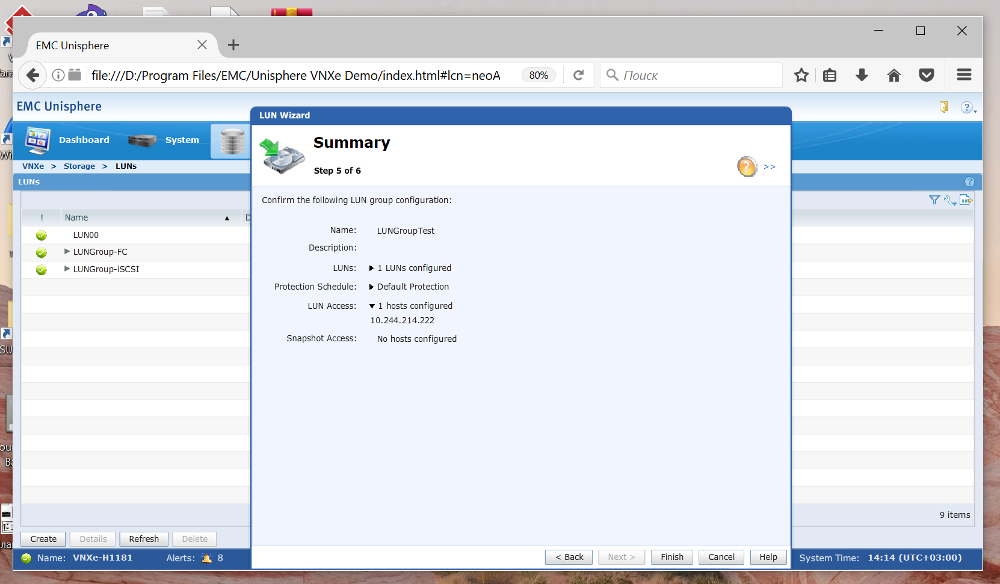 EMC Unisphere
file:///D:/Program Files/EMC/Unisphere VNXe Demo/index.html#lcn=neoA
80%
Поиск
EMC Unisphere
LUN Wizard
Dashboard
System
Summary
Step 5 of 6
>>
VNXe > Storage > LUNs
LUNs
Confirm the following LUN group configuration:
! Name
LUN00
LUNGroup-FC
LUNGroup-iSCSI
Name: LUNGroupTest
Description:
LUNs: 1 LUNs configured
Protection Schedule: Default Protection
LUN Access: 1 hosts configured
10.244.214.222
Snapshot Access: No hosts configured
9 items
Create
Details
Refresh
Delete
< Back
Next >
Finish
Cancel
Help
Name: VNXe-H1181
Alerts: 8
System Time: 14:14 (UTC+03:00)